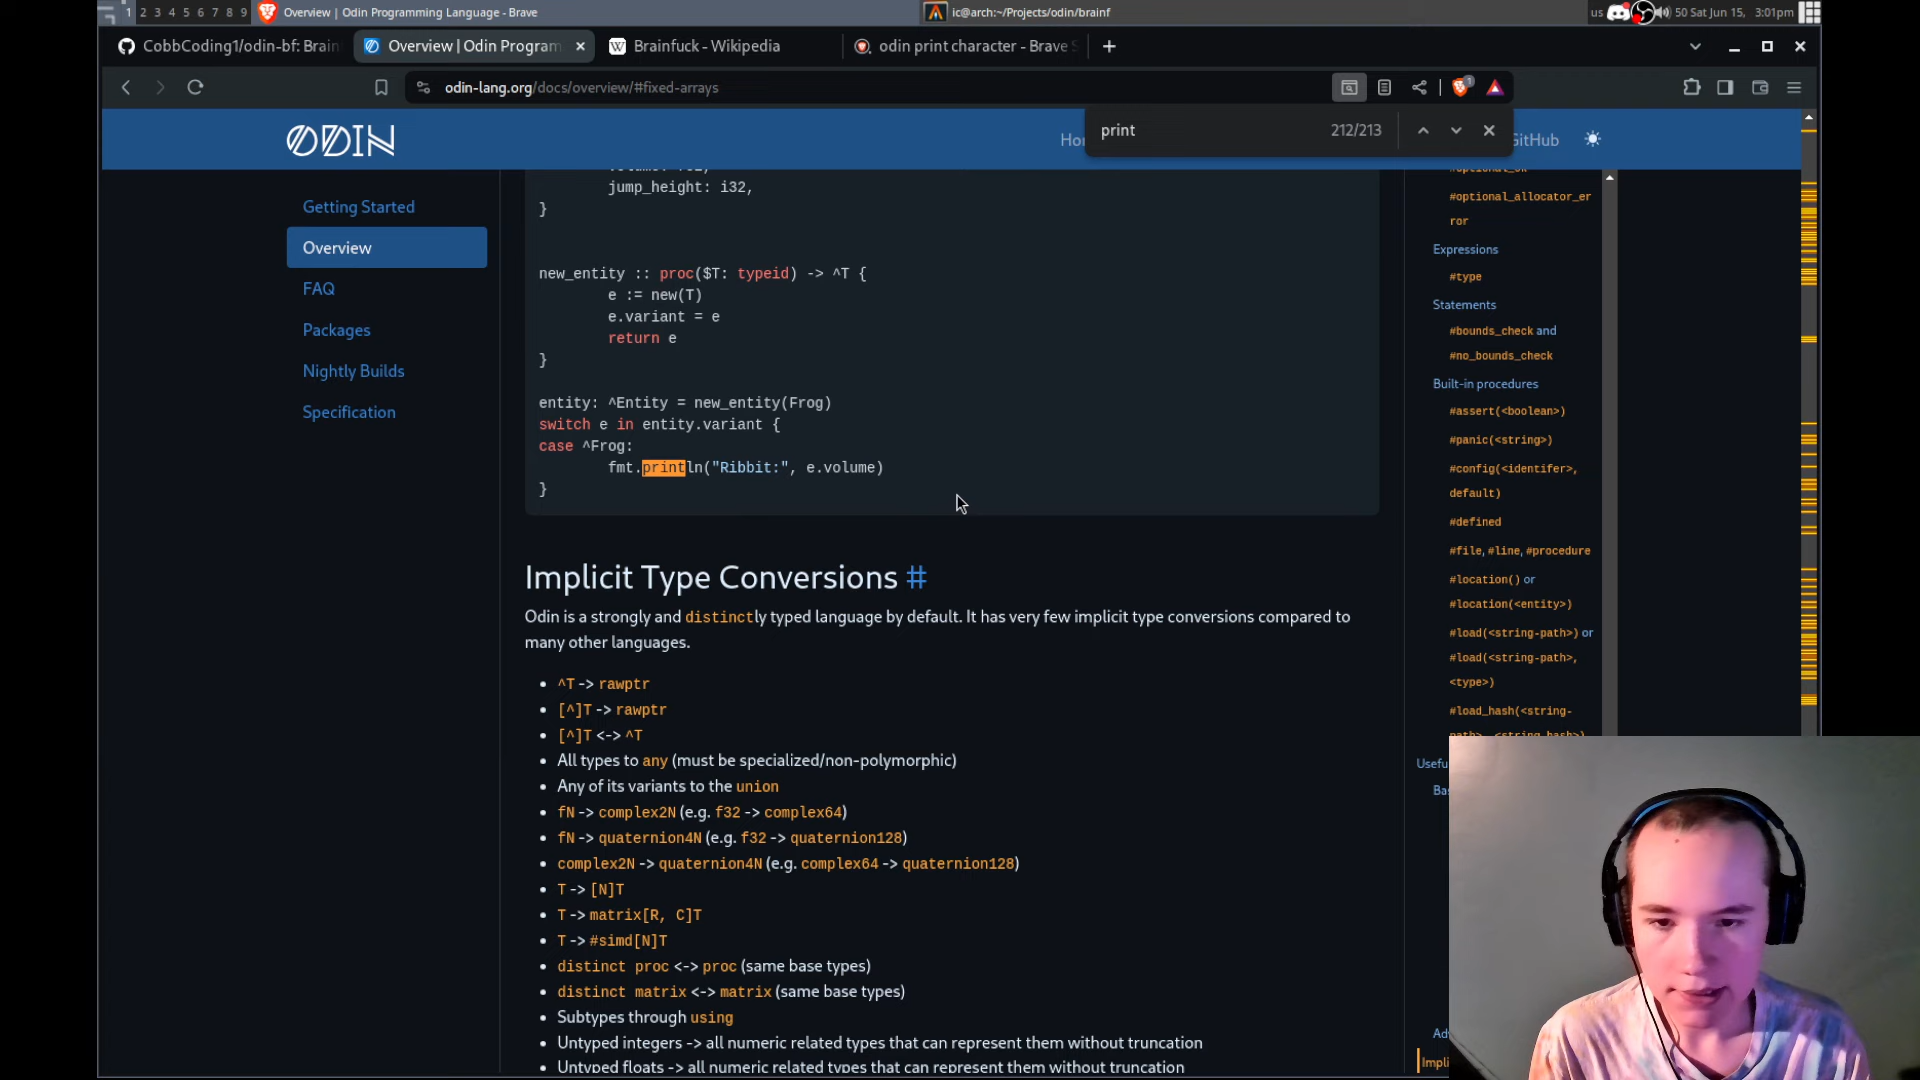 1 2 3 4 5 6 7 8 9 Overview | Odin Programming Language - Brave ic@arch:~/Projects/odin/brainf us 50 Sat Jun 15, 3:01pm
CobbCoding1/odin-bf: Brain Overview | Odin Program Brainfuck - Wikipedia odin print character - Brave S
odin-lang.org/docs/overview/#fixed-arrays
print 212/213
ODIN
GitHub
Getting Started
Overview
FAQ
Packages
Nightly Builds
Specification
jump_height: i32,
}
new_entity :: proc($T: typeid) -> ^T {
e := new(T)
e.variant = e
return e
}
entity: ^Entity = new_entity(Frog)
switch e in entity.variant {
case ^Frog:
fmt.println("Ribbit:", e.volume)
}
Implicit Type Conversions #
Odin is a strongly and distinctly typed language by default. It has very few implicit type conversions compared to
many other languages.
• ^T -> rawptr
• [^]T -> rawptr
• [^]T <-> ^T
• All types to any (must be specialized/non-polymorphic)
• Any of its variants to the union
• fN -> complex2N (e.g. f32 -> complex64)
• fN -> quaternion4N (e.g. f32 -> quaternion128)
• complex2N -> quaternion4N (e.g. complex64 -> quaternion128)
• T -> [N]T
• T -> matrix[R, C]T
• T -> #simd[N]T
• distinct proc <-> proc (same base types)
• distinct matrix <-> matrix (same base types)
• Subtypes through using
• Untyped integers -> all numeric related types that can represent them without truncation
• Untyped floats -> all numeric related types that can represent them without truncation
#optional_ok
#optional_allocator_er
ror
Expressions
#type
Statements
#bounds_check and
#no_bounds_check
Built-in procedures
#assert(<boolean>)
#panic(<string>)
#config(<identifer>,
default)
#defined
#file, #line, #procedure
#location() or
#location(<entity>)
#load(<string-path>) or
#load(<string-path>,
<type>)
#load_hash(<string-
path>, <string hash>)
Usefu
Bas
Ad
Impli